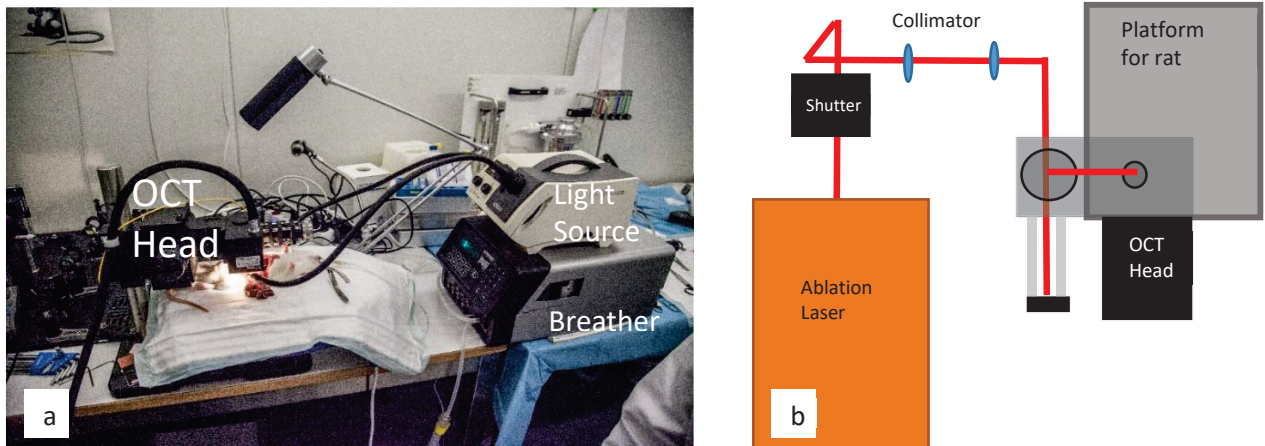 OCT
Head
Light
Source
Breather
a
Collimator
Platform
for rat
Shutter
OCT
Head
Ablation
Laser
b